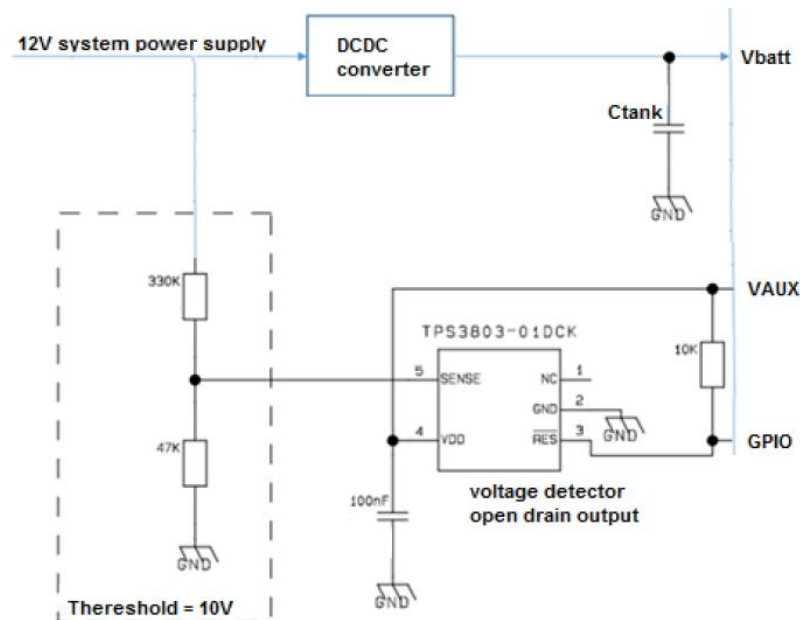 12V system power supply
DCDC
converter
Vbatt
Ctank
GND
330K
VAUX
TPS3803-01DCK
10K
5
SENSE
NC
1
GND
2
GND
47K
4
VDD
RES
3
GPIO
100nF
voltage detector
open drain output
GND
GND
Thereshold = 10V